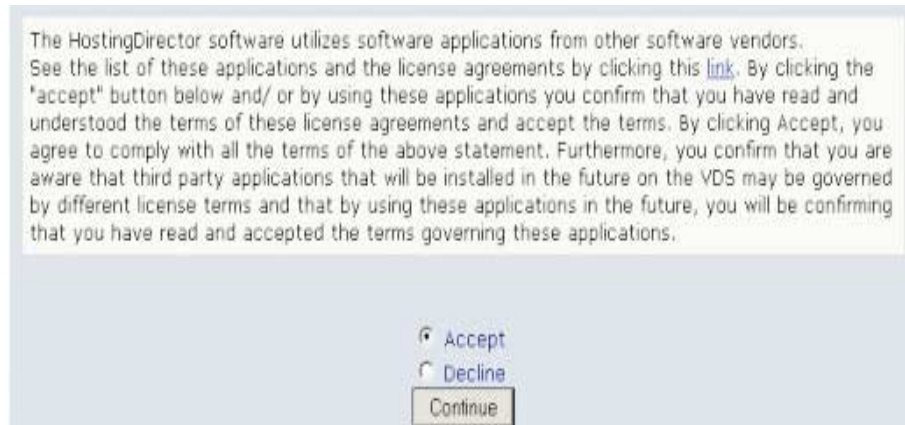 The HostingDirector software utilizes software applications from other software vendors.
See the list of these applications and the license agreements by clicking this link. By clicking the
"accept" button below and/ or by using these applications you confirm that you have read and
understood the terms of these license agreements and accept the terms. By clicking Accept, you
agree to comply with all the terms of the above statement. Furthermore, you confirm that you are
aware that third party applications that will be installed in the future on the VDS may be governed
by different license terms and that by using these applications in the future, you will be confirming
that you have read and accepted the terms governing these applications.
Accept
Decline
Continue